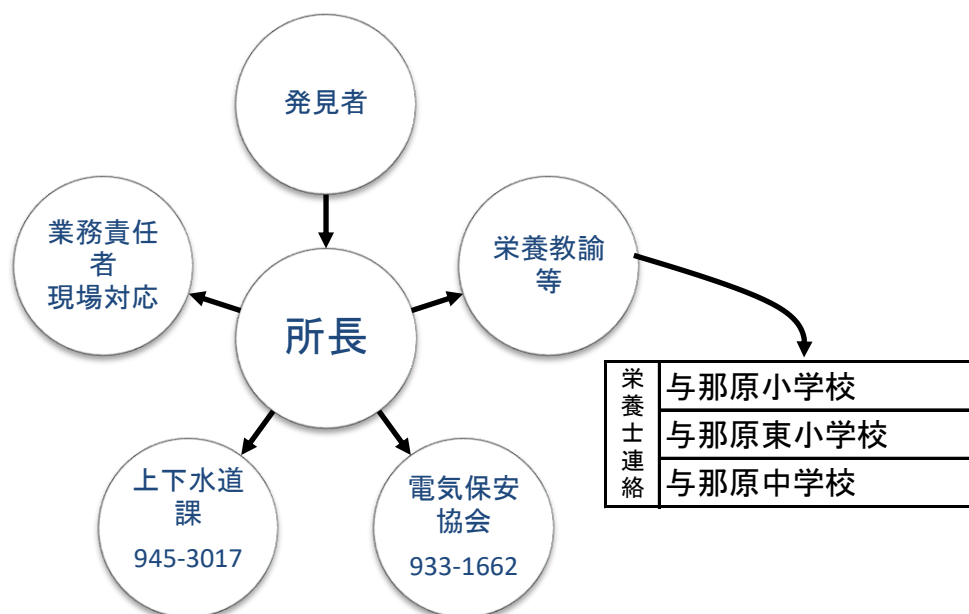 発見者
業務責任
者
現場対応
所長
栄養教諭
等
上下水道
課
945-3017
電気保安
協会
933-1662
栄養士連絡
与那原小学校
与那原東小学校
与那原中学校